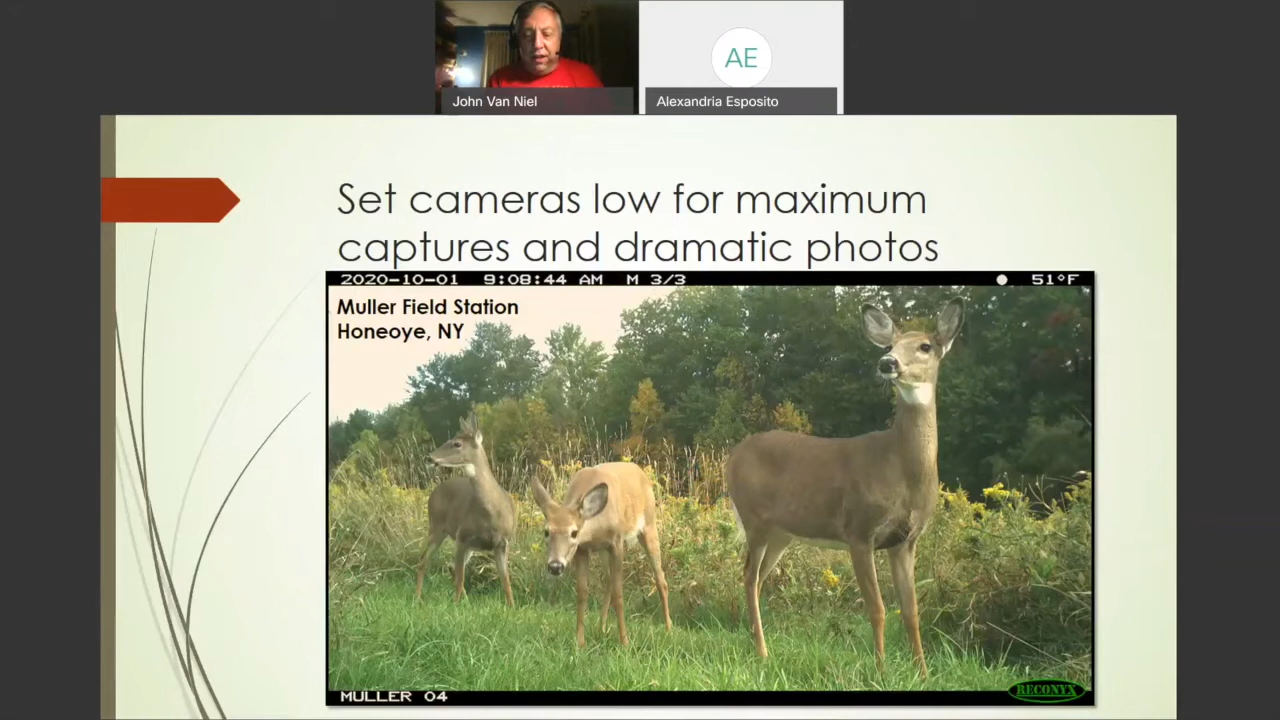 AE
John Van Niel
Alexandria Esposito
Set cameras low for maximum
captures and dramatic photos
2020-10-01 9:08:44 AM M 3/3 51°F
Muller Field Station
Honeoye, NY
MULLER 04
RECONYX